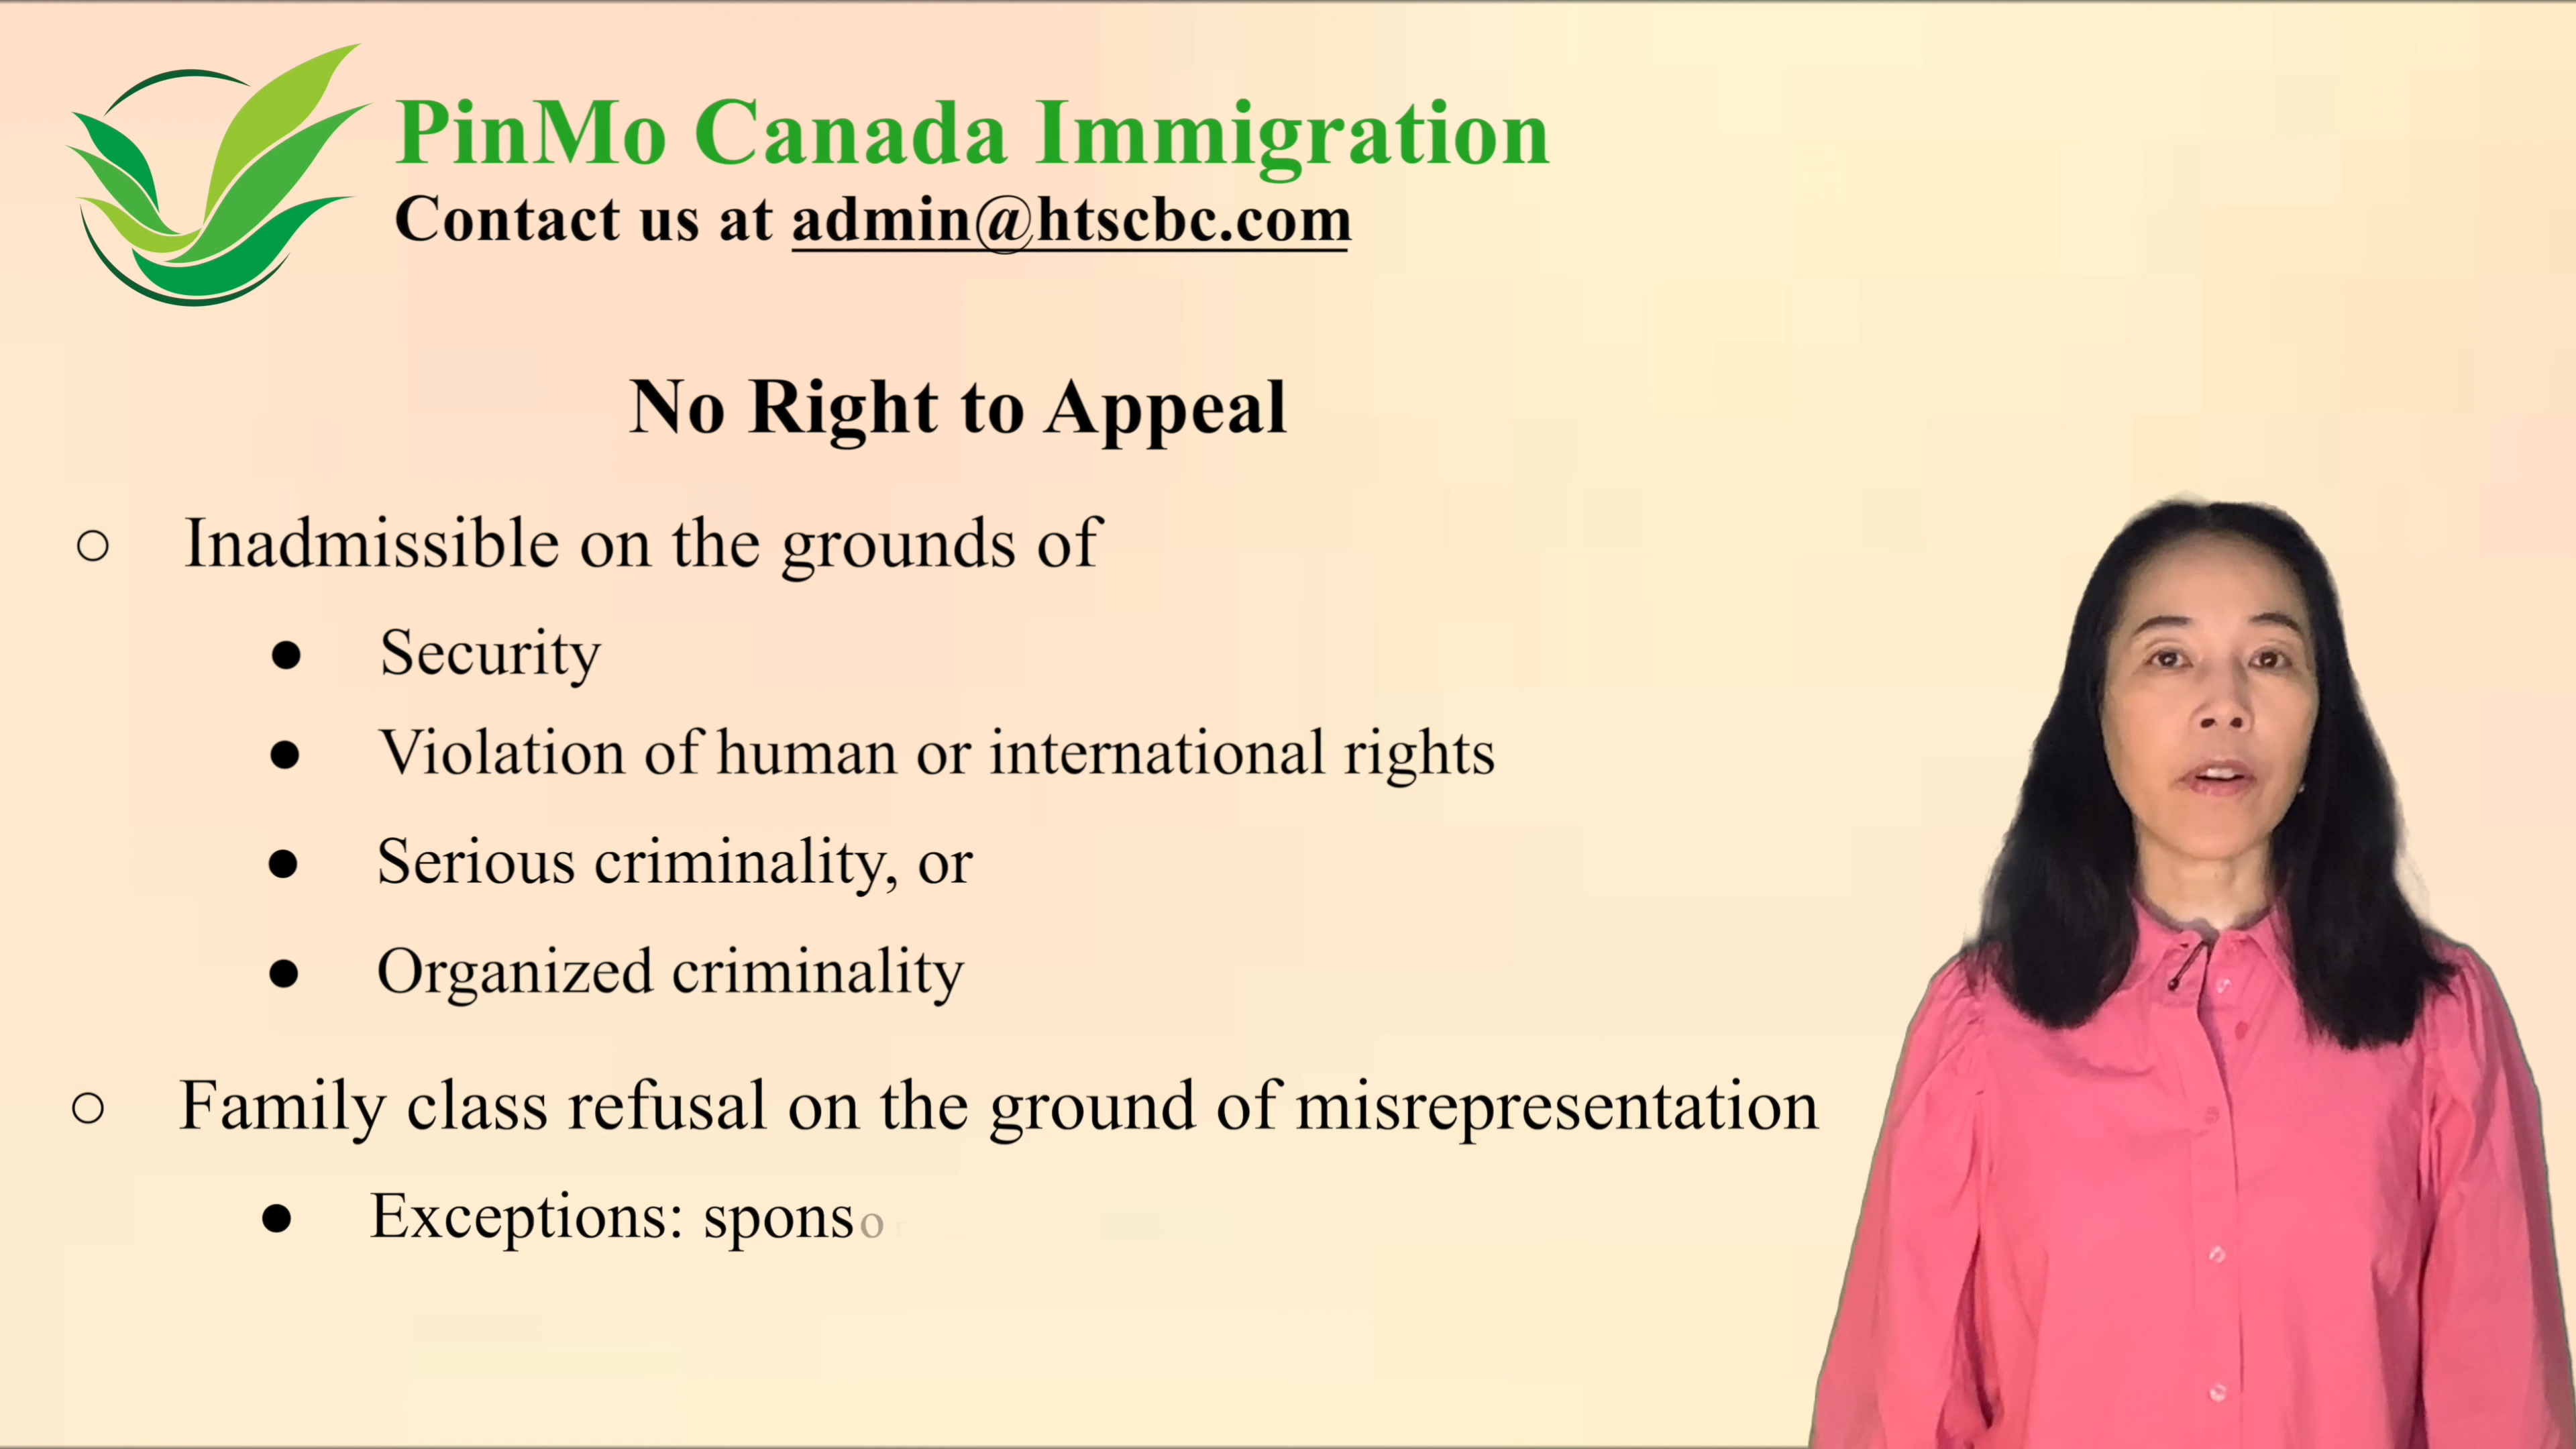 PinMo Canada Immigration
Contact us at admin@htscbc.com
No Right to Appeal
○ Inadmissible on the grounds of
● Security
● Violation of human or international rights
● Serious criminality, or
● Organized criminality
○ Family class refusal on the ground of misrepresentation
● Exceptions: sponso